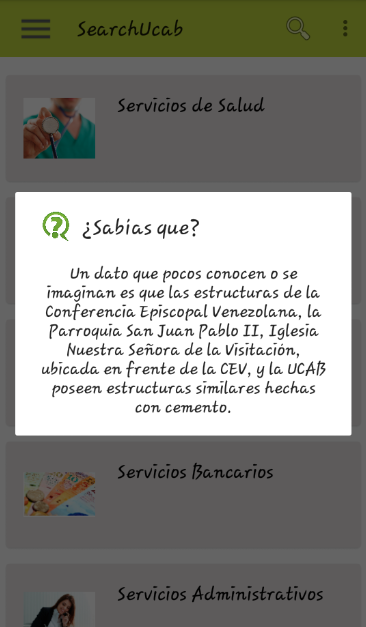 SearchUcab
Servicios de Salud
¿Sabías que?
Un dato que pocos conocen o se
imaginan es que las estructuras de la
Conferencia Episcopal Venezolana, la
Parroquia San Juan Pablo II, Iglesia
Nuestra Señora de la Visitación,
ubicada en frente de la CEV, y la UCAB
poseen estructuras similares hechas
con cemento.
Servicios Bancarios
Servicios Administrativos